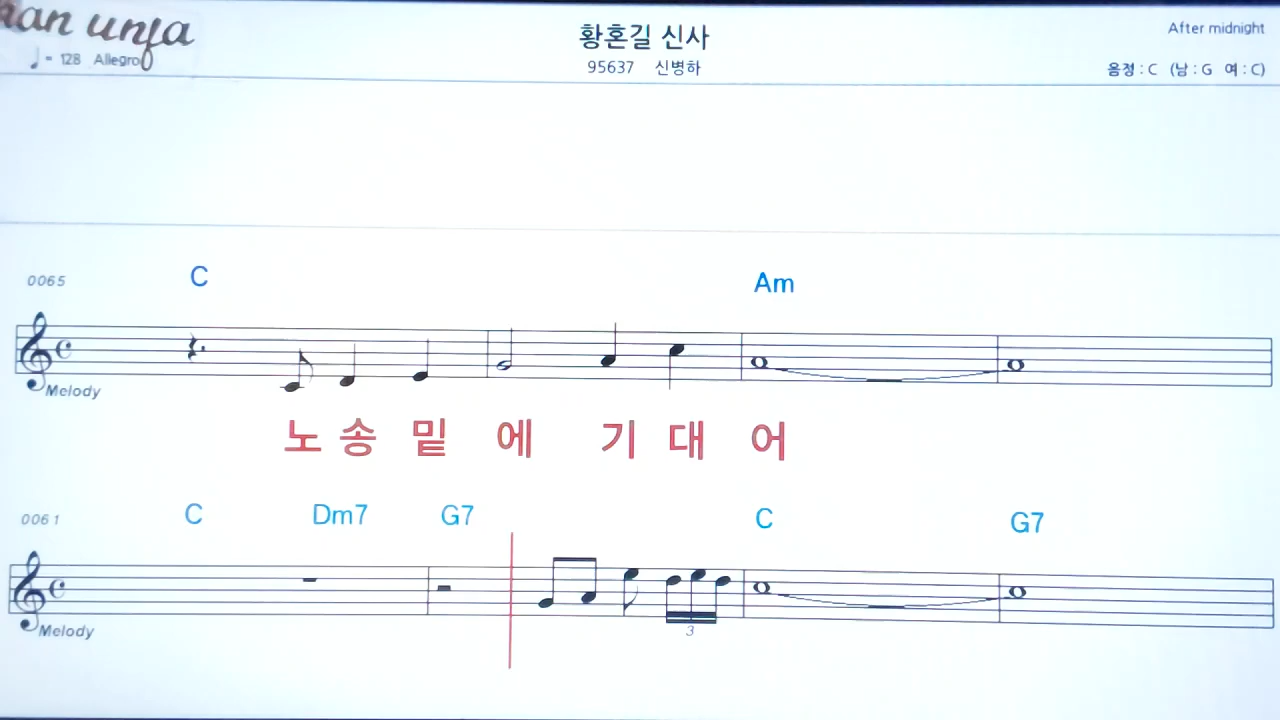 unja
황혼길 신사
After midnight
♩= 128 Allegro
95637 신병하
음정 : C (남 : G 여 : C)
0065 C Am
Melody
노 송 밑 에 기 대 어
0061 C Dm7 G7 C G7
Melody
3